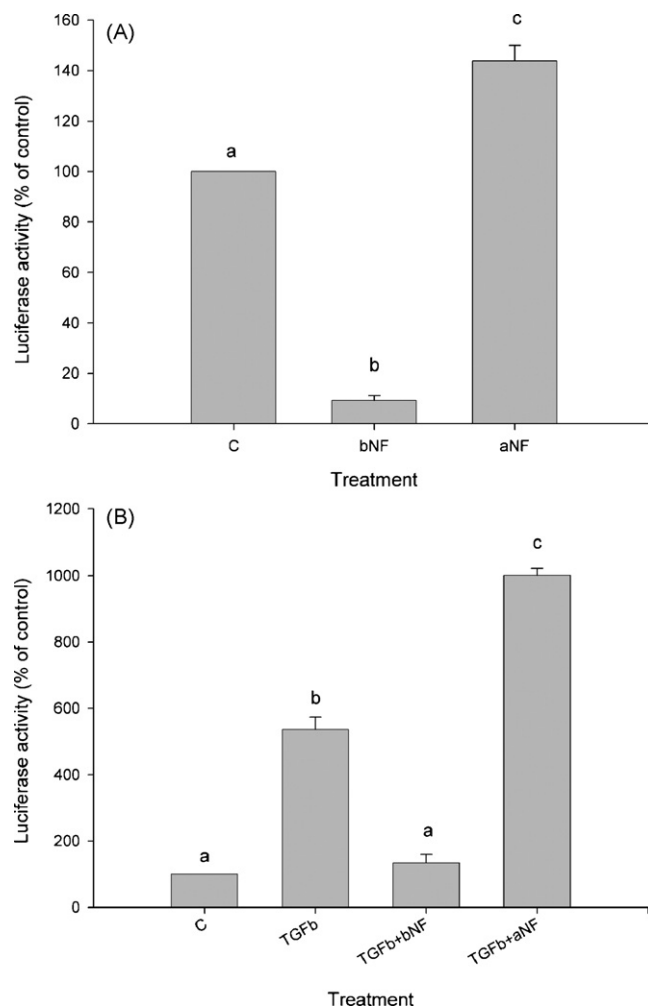 (A)
160
140
120
100
80
60
40
20
0
Luciferase activity (% of control)
a
b
c
C
bNF
aNF
Treatment
(B)
1200
1000
800
600
400
200
0
Luciferase activity (% of control)
a
b
a
c
C
TGFb
TGFb+bNF
TGFb+aNF
Treatment